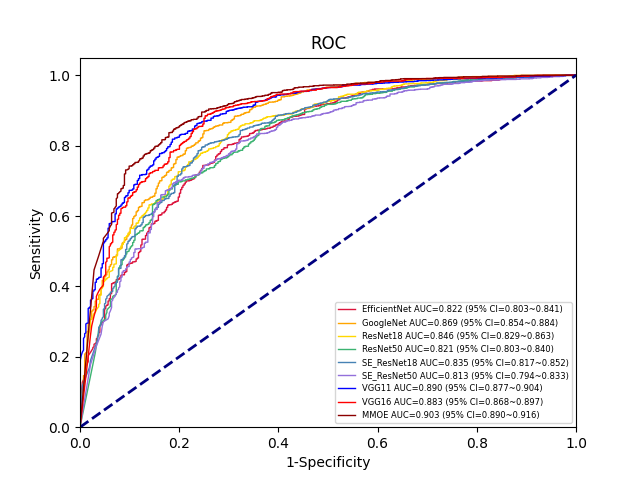 ROC
1.0
0.8
0.6
0.4
0.2
0.0
Sensitivity
EfficientNet AUC=0.822 (95% CI=0.803~0.841)
GoogleNet AUC=0.869 (95% CI=0.854~0.884)
ResNet18 AUC=0.846 (95% CI=0.829~0.863)
ResNet50 AUC=0.821 (95% CI=0.803~0.840)
SE_ResNet18 AUC=0.835 (95% CI=0.817~0.852)
SE_ResNet50 AUC=0.813 (95% CI=0.794~0.833)
VGG11 AUC=0.890 (95% CI=0.877~0.904)
VGG16 AUC=0.883 (95% CI=0.868~0.897)
MMOE AUC=0.903 (95% CI=0.890~0.916)
0.0 0.2 0.4 0.6 0.8 1.0
1-Specificity